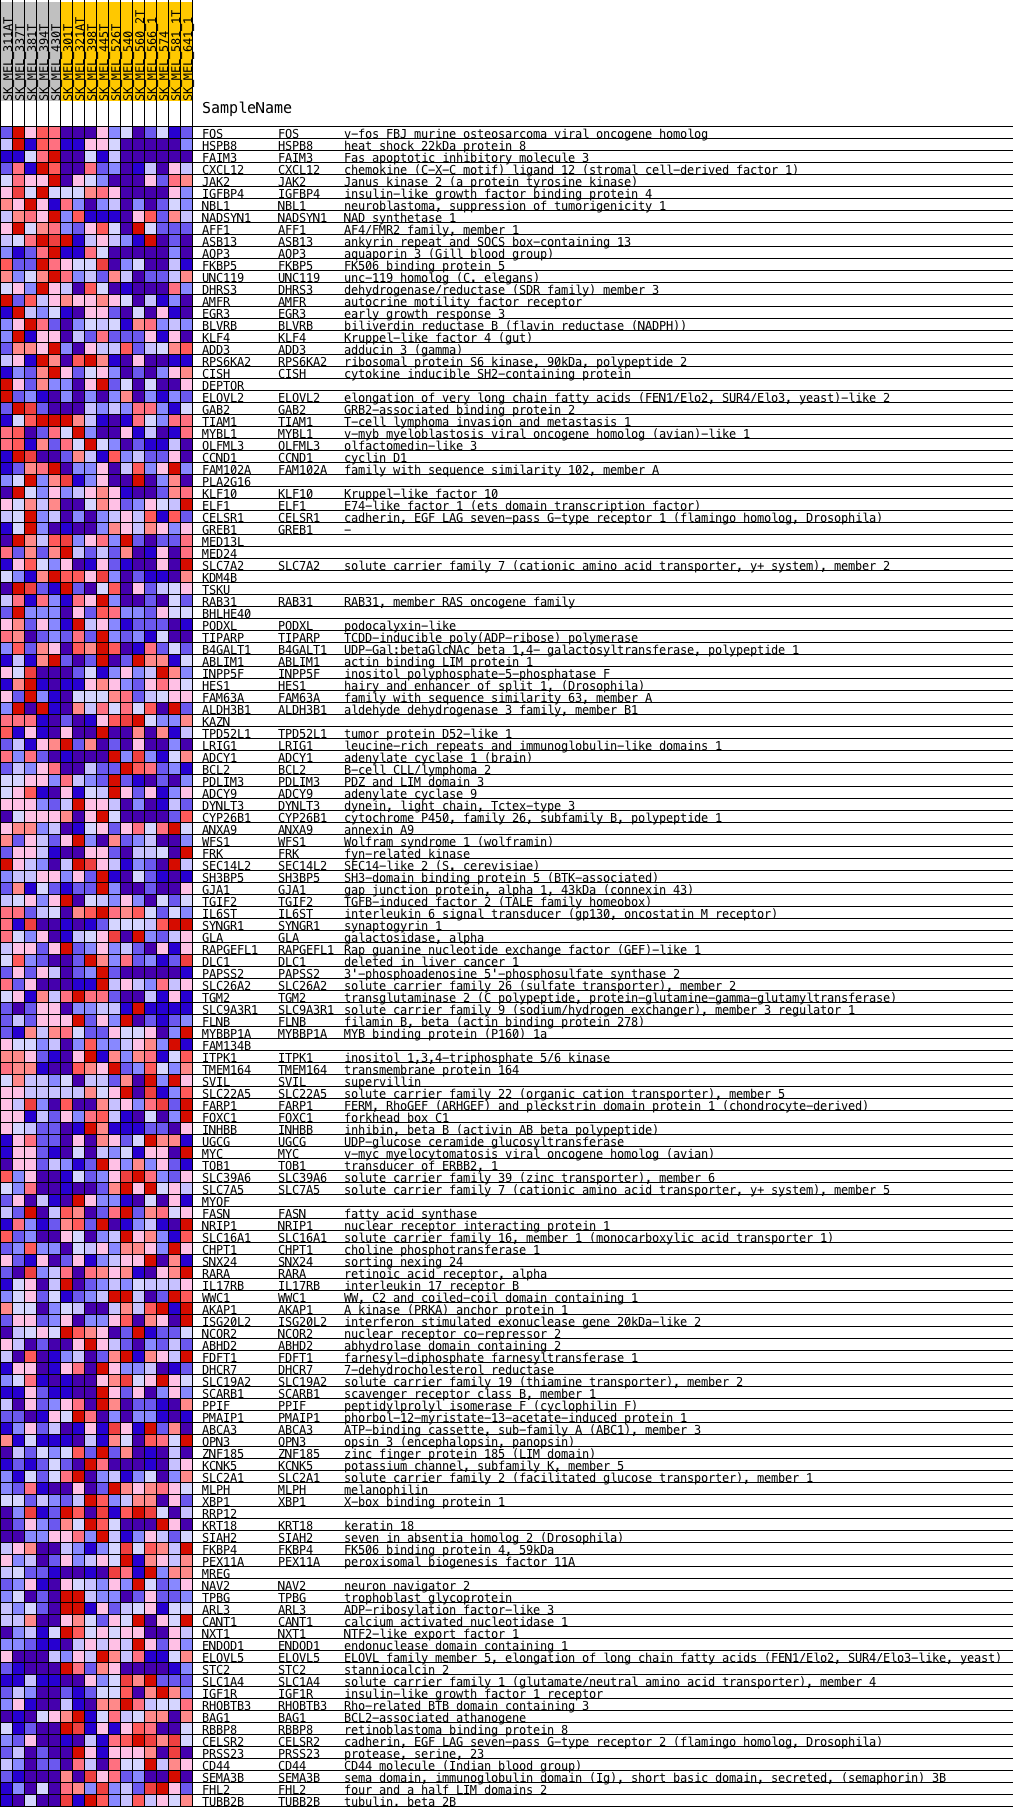 SK_MEL_311AT
SK_MEL_337T
SK_MEL_381T
SK_MEL_394T
SK_MEL_430T
SK_MEL_301T
SK_MEL_321AT
SK_MEL_398T
SK_MEL_445T
SK_MEL_526T
SK_MEL_540
SK_MEL_560_2T
SK_MEL_566_1
SK_MEL_574
SK_MEL_581_1T
SK_MEL_641_1
SampleName
FOS FOS v-fos FBJ murine osteosarcoma viral oncogene homolog
HSPB8 HSPB8 heat shock 22kDa protein 8
FAIM3 FAIM3 Fas apoptotic inhibitory molecule 3
CXCL12 CXCL12 chemokine (C-X-C motif) ligand 12 (stromal cell-derived factor 1)
JAK2 JAK2 Janus kinase 2 (a protein tyrosine kinase)
IGFBP4 IGFBP4 insulin-like growth factor binding protein 4
NBL1 NBL1 neuroblastoma, suppression of tumorigenicity 1
NADSYN1 NADSYN1 NAD synthetase 1
AFF1 AFF1 AF4/FMR2 family, member 1
ASB13 ASB13 ankyrin repeat and SOCS box-containing 13
AQP3 AQP3 aquaporin 3 (Gill blood group)
FKBP5 FKBP5 FK506 binding protein 5
UNC119 UNC119 unc-119 homolog (C. elegans)
DHRS3 DHRS3 dehydrogenase/reductase (SDR family) member 3
AMFR AMFR autocrine motility factor receptor
EGR3 EGR3 early growth response 3
BLVRB BLVRB biliverdin reductase B (flavin reductase (NADPH))
KLF4 KLF4 Kruppel-like factor 4 (gut)
ADD3 ADD3 adducin 3 (gamma)
RPS6KA2 RPS6KA2 ribosomal protein S6 kinase, 90kDa, polypeptide 2
CISH CISH cytokine inducible SH2-containing protein
DEPTOR
ELOVL2 ELOVL2 elongation of very long chain fatty acids (FEN1/Elo2, SUR4/Elo3, yeast)-like 2
GAB2 GAB2 GRB2-associated binding protein 2
TIAM1 TIAM1 T-cell lymphoma invasion and metastasis 1
MYBL1 MYBL1 v-myb myeloblastosis viral oncogene homolog (avian)-like 1
OLFML3 OLFML3 olfactomedin-like 3
CCND1 CCND1 cyclin D1
FAM102A FAM102A family with sequence similarity 102, member A
PLA2G16
KLF10 KLF10 Kruppel-like factor 10
ELF1 ELF1 E74-like factor 1 (ets domain transcription factor)
CELSR1 CELSR1 cadherin, EGF LAG seven-pass G-type receptor 1 (flamingo homolog, Drosophila)
GREB1 GREB1 -
MED13L
MED24
SLC7A2 SLC7A2 solute carrier family 7 (cationic amino acid transporter, y+ system), member 2
KDM4B
TSKU
RAB31 RAB31 RAB31, member RAS oncogene family
BHLHE40
PODXL PODXL podocalyxin-like
TIPARP TIPARP TCDD-inducible poly(ADP-ribose) polymerase
B4GALT1 B4GALT1 UDP-Gal:betaGlcNAc beta 1,4- galactosyltransferase, polypeptide 1
ABLIM1 ABLIM1 actin binding LIM protein 1
INPP5F INPP5F inositol polyphosphate-5-phosphatase F
HES1 HES1 hairy and enhancer of split 1, (Drosophila)
FAM63A FAM63A family with sequence similarity 63, member A
ALDH3B1 ALDH3B1 aldehyde dehydrogenase 3 family, member B1
KAZN
TPD52L1 TPD52L1 tumor protein D52-like 1
LRIG1 LRIG1 leucine-rich repeats and immunoglobulin-like domains 1
ADCY1 ADCY1 adenylate cyclase 1 (brain)
BCL2 BCL2 B-cell CLL/lymphoma 2
PDLIM3 PDLIM3 PDZ and LIM domain 3
ADCY9 ADCY9 adenylate cyclase 9
DYNLT3 DYNLT3 dynein, light chain, Tctex-type 3
CYP26B1 CYP26B1 cytochrome P450, family 26, subfamily B, polypeptide 1
ANXA9 ANXA9 annexin A9
WFS1 WFS1 Wolfram syndrome 1 (wolframin)
FRK FRK fyn-related kinase
SEC14L2 SEC14L2 SEC14-like 2 (S. cerevisiae)
SH3BP5 SH3BP5 SH3-domain binding protein 5 (BTK-associated)
GJA1 GJA1 gap junction protein, alpha 1, 43kDa (connexin 43)
TGIF2 TGIF2 TGFB-induced factor 2 (TALE family homeobox)
IL6ST IL6ST interleukin 6 signal transducer (gp130, oncostatin M receptor)
SYNGR1 SYNGR1 synaptogyrin 1
GLA GLA galactosidase, alpha
RAPGEFL1 RAPGEFL1 Rap guanine nucleotide exchange factor (GEF)-like 1
DLC1 DLC1 deleted in liver cancer 1
PAPSS2 PAPSS2 3'-phosphoadenosine 5'-phosphosulfate synthase 2
SLC26A2 SLC26A2 solute carrier family 26 (sulfate transporter), member 2
TGM2 TGM2 transglutaminase 2 (C polypeptide, protein-glutamine-gamma-glutamyltransferase)
SLC9A3R1 SLC9A3R1 solute carrier family 9 (sodium/hydrogen exchanger), member 3 regulator 1
FLNB FLNB filamin B, beta (actin binding protein 278)
MYBBP1A MYBBP1A MYB binding protein (P160) 1a
FAM134B
ITPK1 ITPK1 inositol 1,3,4-triphosphate 5/6 kinase
TMEM164 TMEM164 transmembrane protein 164
SVIL SVIL supervillin
SLC22A5 SLC22A5 solute carrier family 22 (organic cation transporter), member 5
FARP1 FARP1 FERM, RhoGEF (ARHGEF) and pleckstrin domain protein 1 (chondrocyte-derived)
FOXC1 FOXC1 forkhead box C1
INHBB INHBB inhibin, beta B (activin AB beta polypeptide)
UGCG UGCG UDP-glucose ceramide glucosyltransferase
MYC MYC v-myc myelocytomatosis viral oncogene homolog (avian)
TOB1 TOB1 transducer of ERBB2, 1
SLC39A6 SLC39A6 solute carrier family 39 (zinc transporter), member 6
SLC7A5 SLC7A5 solute carrier family 7 (cationic amino acid transporter, y+ system), member 5
MYOF
FASN FASN fatty acid synthase
NRIP1 NRIP1 nuclear receptor interacting protein 1
SLC16A1 SLC16A1 solute carrier family 16, member 1 (monocarboxylic acid transporter 1)
CHPT1 CHPT1 choline phosphotransferase 1
SNX24 SNX24 sorting nexing 24
RARA RARA retinoic acid receptor, alpha
IL17RB IL17RB interleukin 17 receptor B
WWC1 WWC1 WW, C2 and coiled-coil domain containing 1
AKAP1 AKAP1 A kinase (PRKA) anchor protein 1
ISG20L2 ISG20L2 interferon stimulated exonuclease gene 20kDa-like 2
NCOR2 NCOR2 nuclear receptor co-repressor 2
ABHD2 ABHD2 abhydrolase domain containing 2
FDFT1 FDFT1 farnesyl-diphosphate farnesyltransferase 1
DHCR7 DHCR7 7-dehydrocholesterol reductase
SLC19A2 SLC19A2 solute carrier family 19 (thiamine transporter), member 2
SCARB1 SCARB1 scavenger receptor class B, member 1
PPIF PPIF peptidylprolyl isomerase F (cyclophilin F)
PMAIP1 PMAIP1 phorbol-12-myristate-13-acetate-induced protein 1
ABCA3 ABCA3 ATP-binding cassette, sub-family A (ABC1), member 3
OPN3 OPN3 opsin 3 (encephalopsin, panopsin)
ZNF185 ZNF185 zinc finger protein 185 (LIM domain)
KCNK5 KCNK5 potassium channel, subfamily K, member 5
SLC2A1 SLC2A1 solute carrier family 2 (facilitated glucose transporter), member 1
MLPH MLPH melanophilin
XBP1 XBP1 X-box binding protein 1
RRP12
KRT18 KRT18 keratin 18
SIAH2 SIAH2 seven in absentia homolog 2 (Drosophila)
FKBP4 FKBP4 FK506 binding protein 4, 59kDa
PEX11A PEX11A peroxisomal biogenesis factor 11A
MREG
NAV2 NAV2 neuron navigator 2
TPBG TPBG trophoblast glycoprotein
ARL3 ARL3 ADP-ribosylation factor-like 3
CANT1 CANT1 calcium activated nucleotidase 1
NXT1 NXT1 NTF2-like export factor 1
ENDOD1 ENDOD1 endonuclease domain containing 1
ELOVL5 ELOVL5 ELOVL family member 5, elongation of long chain fatty acids (FEN1/Elo2, SUR4/Elo3-like, yeast)
STC2 STC2 stanniocalcin 2
SLC1A4 SLC1A4 solute carrier family 1 (glutamate/neutral amino acid transporter), member 4
IGF1R IGF1R insulin-like growth factor 1 receptor
RHOBTB3 RHOBTB3 Rho-related BTB domain containing 3
BAG1 BAG1 BCL2-associated athanogene
RBBP8 RBBP8 retinoblastoma binding protein 8
CELSR2 CELSR2 cadherin, EGF LAG seven-pass G-type receptor 2 (flamingo homolog, Drosophila)
PRSS23 PRSS23 protease, serine, 23
CD44 CD44 CD44 molecule (Indian blood group)
SEMA3B SEMA3B sema domain, immunoglobulin domain (Ig), short basic domain, secreted, (semaphorin) 3B
FHL2 FHL2 four and a half LIM domains 2
TUBB2B TUBB2B tubulin, beta 2B